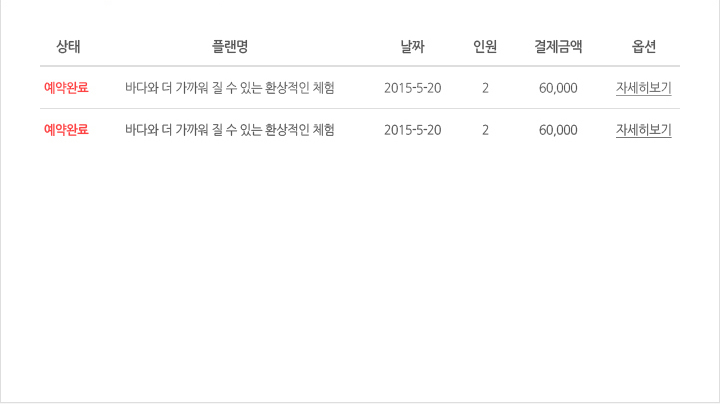 상태 플랜명 날짜 인원 결제금액 옵션
예약완료 바다와 더 가까워 질 수 있는 환상적인 체험 2015-5-20 2 60,000 자세히보기
예약완료 바다와 더 가까워 질 수 있는 환상적인 체험 2015-5-20 2 60,000 자세히보기